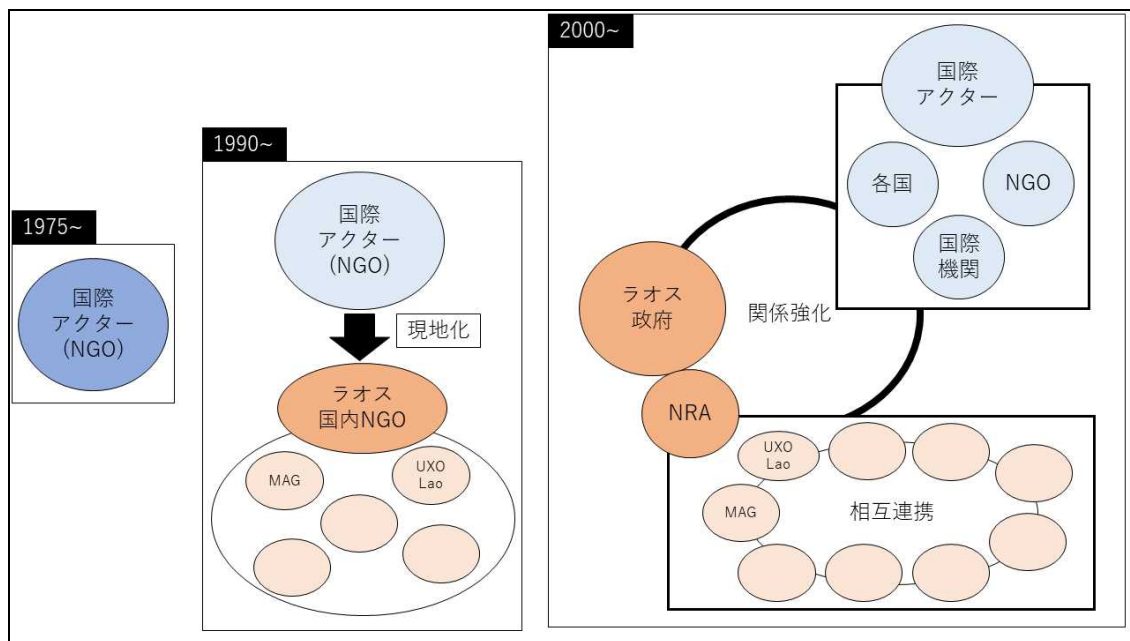 1975~
国際
アクター
(NGO)
1990~
国際
アクター
(NGO)
現地化
ラオス
国内NGO
MAG
UXO
Lao
2000~
国際
アクター
各国
NGO
国際
機関
ラオス
政府
関係強化
NRA
UXO
Lao
MAG
相互連携